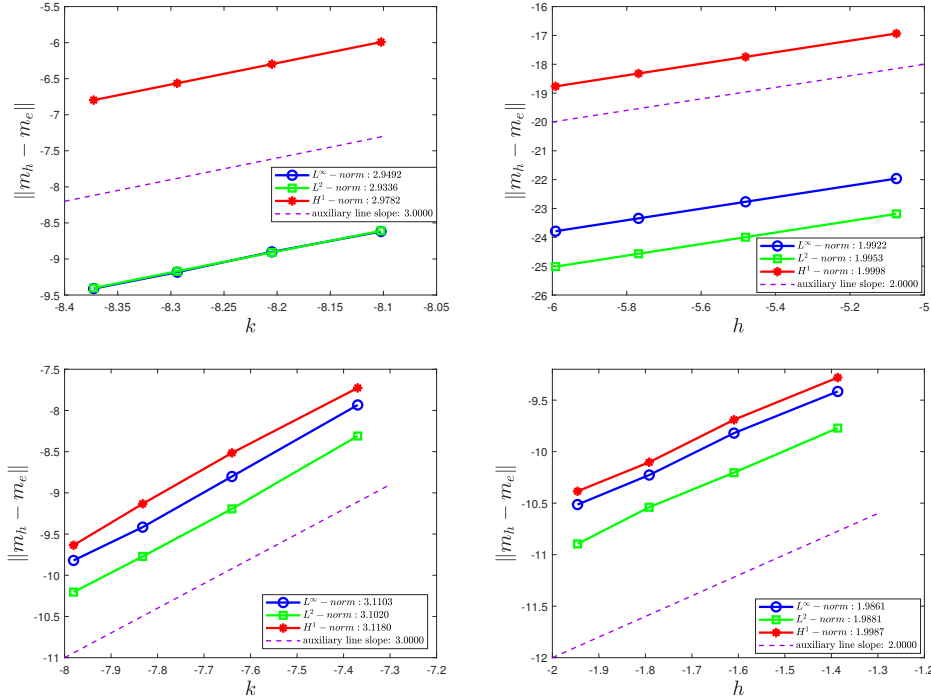 -5.5
-6
-6.5
-7
-7.5
-8
-8.5
-9
-9.5
‖m_h − m_e‖
-8.4
-8.35
-8.3
-8.25
-8.2
-8.15
-8.1
-8.05
k
L^∞ − norm : 2.9492
L^2 − norm : 2.9336
H^1 − norm : 2.9782
auxiliary line slope: 3.0000
-16
-17
-18
-19
-20
-21
-22
-23
-24
-25
-26
‖m_h − m_e‖
-6
-5.8
-5.6
-5.4
-5.2
-5
h
L^∞ − norm : 1.9922
L^2 − norm : 1.9953
H^1 − norm : 1.9998
auxiliary line slope: 2.0000
-7.5
-8
-8.5
-9
-9.5
-10
-10.5
-11
‖m_h − m_e‖
-8
-7.9
-7.8
-7.7
-7.6
-7.5
-7.4
-7.3
-7.2
k
L^∞ − norm : 3.1103
L^2 − norm : 3.1020
H^1 − norm : 3.1180
auxiliary line slope: 3.0000
-9.5
-10
-10.5
-11
-11.5
-12
‖m_h − m_e‖
-2
-1.9
-1.8
-1.7
-1.6
-1.5
-1.4
-1.3
-1.2
h
L^∞ − norm : 1.9861
L^2 − norm : 1.9881
H^1 − norm : 1.9987
auxiliary line slope: 2.0000